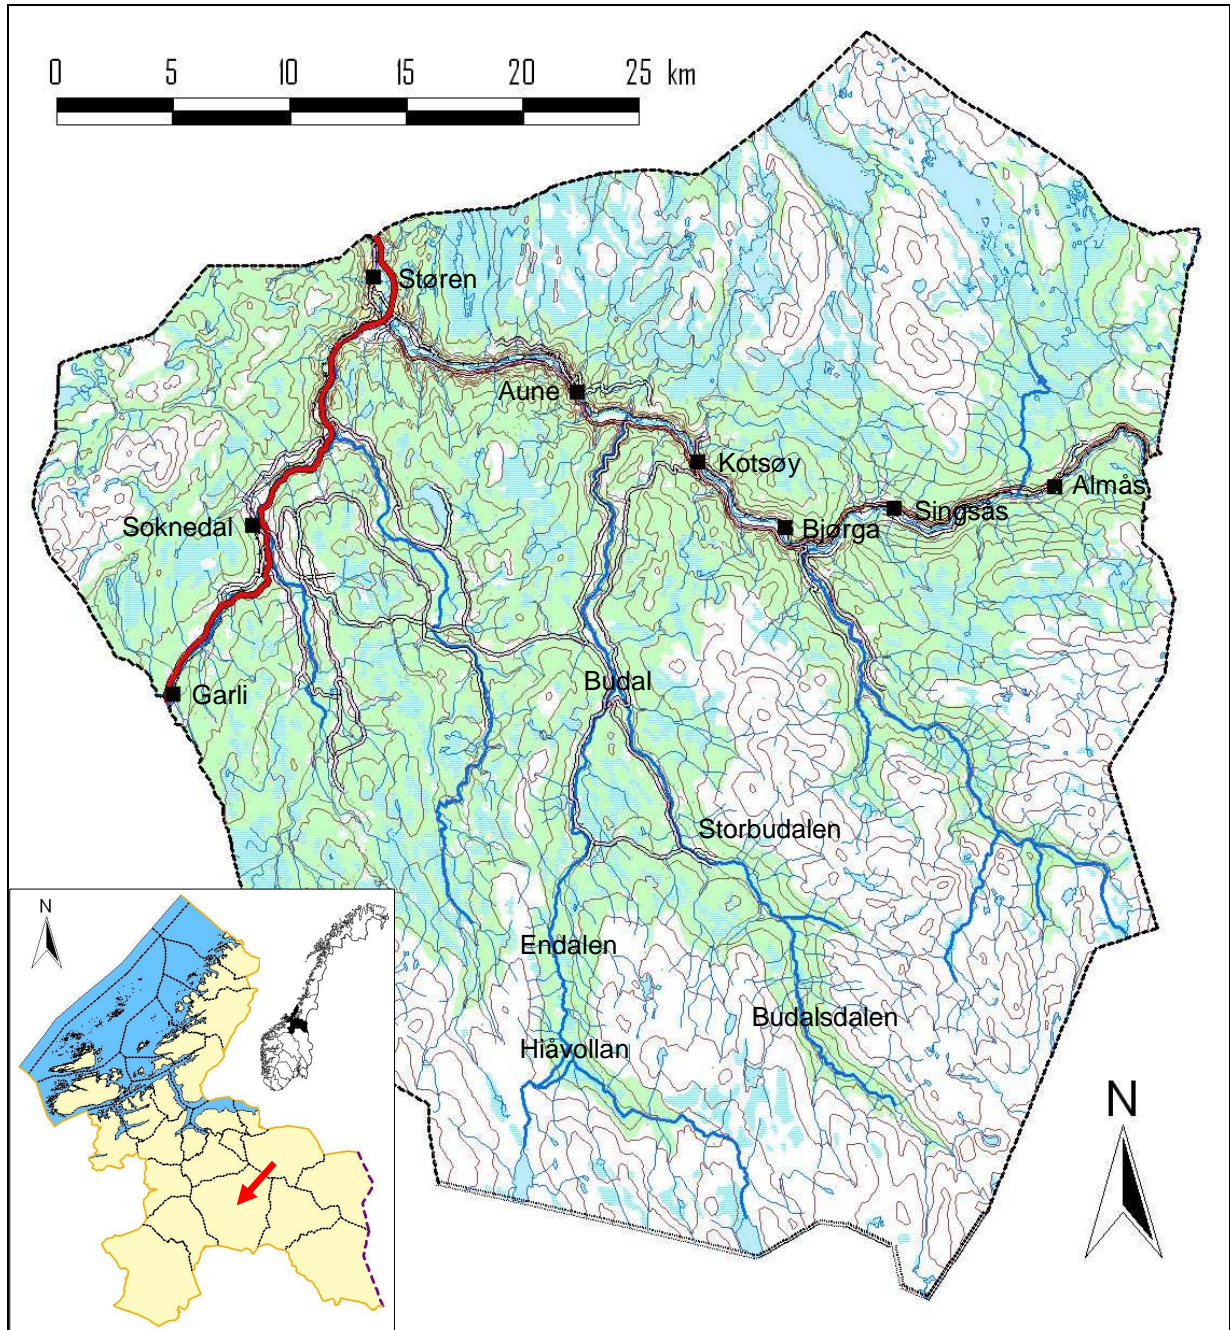 0 5 10 15 20 25 km
Støren
Aune
Kotsøy
Almås
Singsås
Soknedal
Bjørga
Budal
Garli
Storbudalen
N
Endalen
Budalsdalen
Hiåvollan
N